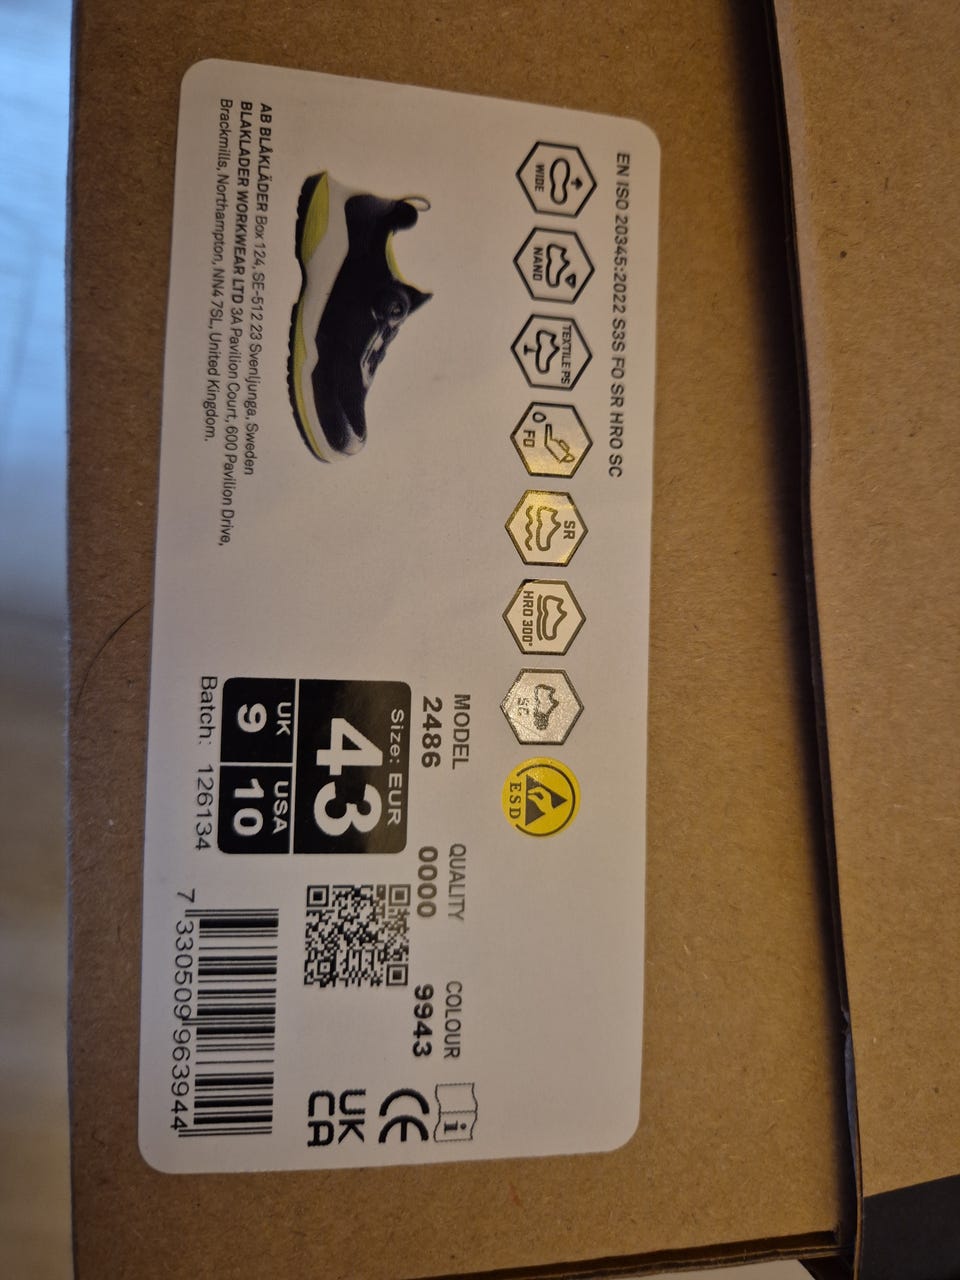 EN ISO 20345:2022 S3S FO SR HRO SC
WIDE
NANO
TEXTILE PS
FO
SR
HRO 300°
SC
ESD
MODEL QUALITY COLOUR
2486 0000 9943
Size: EUR
43
UK USA
9 10
Batch: 126134
7 330509 963944
CE
UK
CA
AB BLÅKLÄDER Box 124, SE-512 23 Svenljunga, Sweden
BLAKLADER WORKWEAR LTD 3A Pavilion Court, 600 Pavilion Drive,
Brackmills, Northampton, NN4 7SL, United Kingdom.